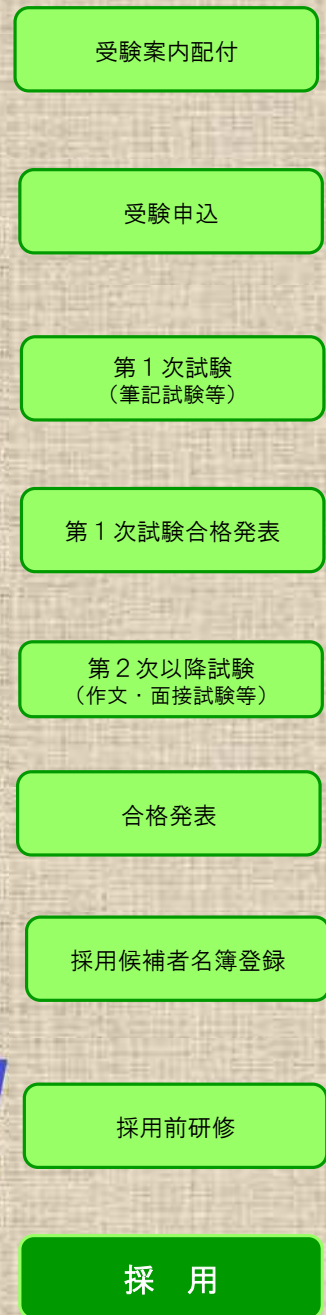 受験案内配付
受験申込
第１次試験
（筆記試験等）
第１次試験合格発表
第２次以降試験
（作文・面接試験等）
合格発表
採用候補者名簿登録
採用前研修
採　用